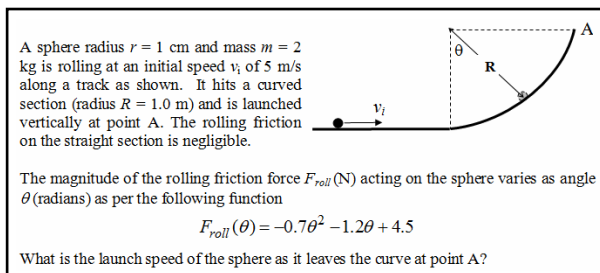 A
A sphere radius r = 1 cm and mass m = 2
kg is rolling at an initial speed vi of 5 m/s
along a track as shown. It hits a curved
section (radius R = 1.0 m) and is launched
vertically at point A. The rolling friction
on the straight section is negligible.
θ
R
vi
The magnitude of the rolling friction force Froll (N) acting on the sphere varies as angle
θ (radians) as per the following function
Froll(θ) = −0.7θ² −1.2θ + 4.5
What is the launch speed of the sphere as it leaves the curve at point A?